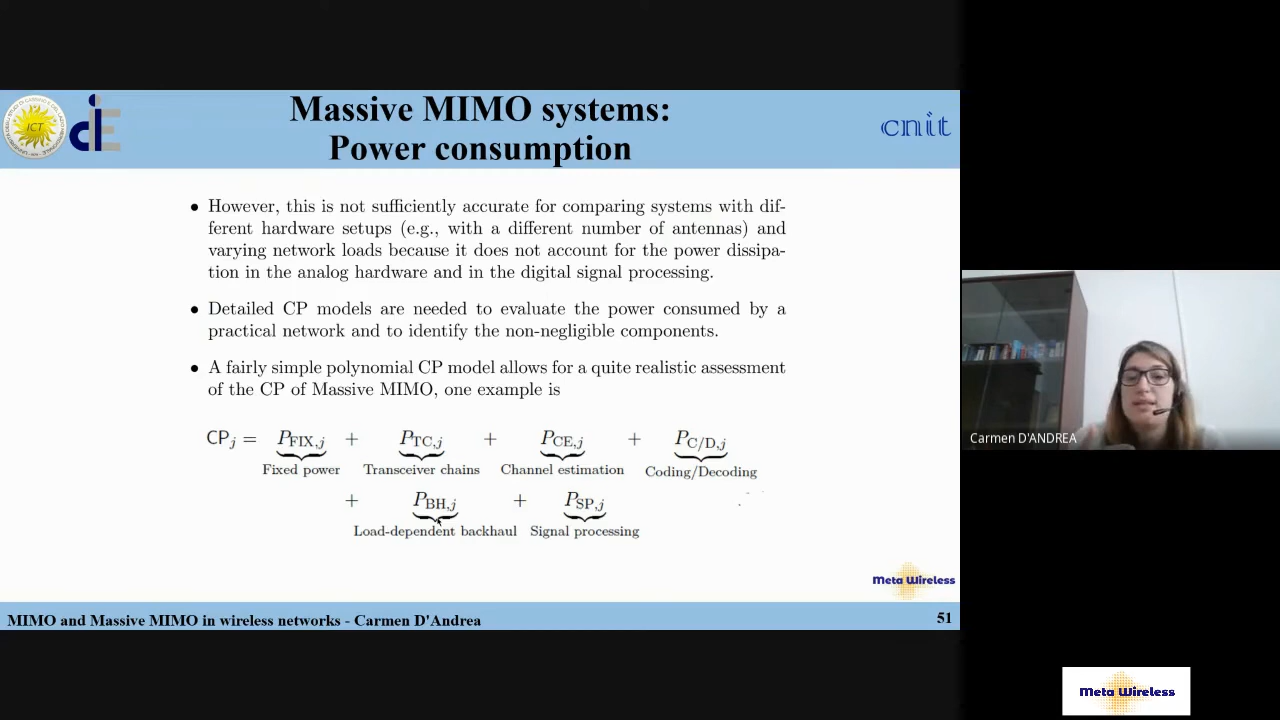 Massive MIMO systems:
Power consumption
ICT
cnit
• However, this is not sufficiently accurate for comparing systems with dif-
ferent hardware setups (e.g., with a different number of antennas) and
varying network loads because it does not account for the power dissipa-
tion in the analog hardware and in the digital signal processing.
• Detailed CP models are needed to evaluate the power consumed by a
practical network and to identify the non-negligible components.
• A fairly simple polynomial CP model allows for a quite realistic assessment
of the CP of Massive MIMO, one example is
CP_j = P_FIX,j + P_TC,j + P_CE,j + P_C/D,j
Fixed power Transceiver chains Channel estimation Coding/Decoding
+ P_BH,j + P_SP,j
Load-dependent backhaul Signal processing
Meta Wireless
MIMO and Massive MIMO in wireless networks - Carmen D'Andrea 51
Carmen D'ANDREA
Meta Wireless